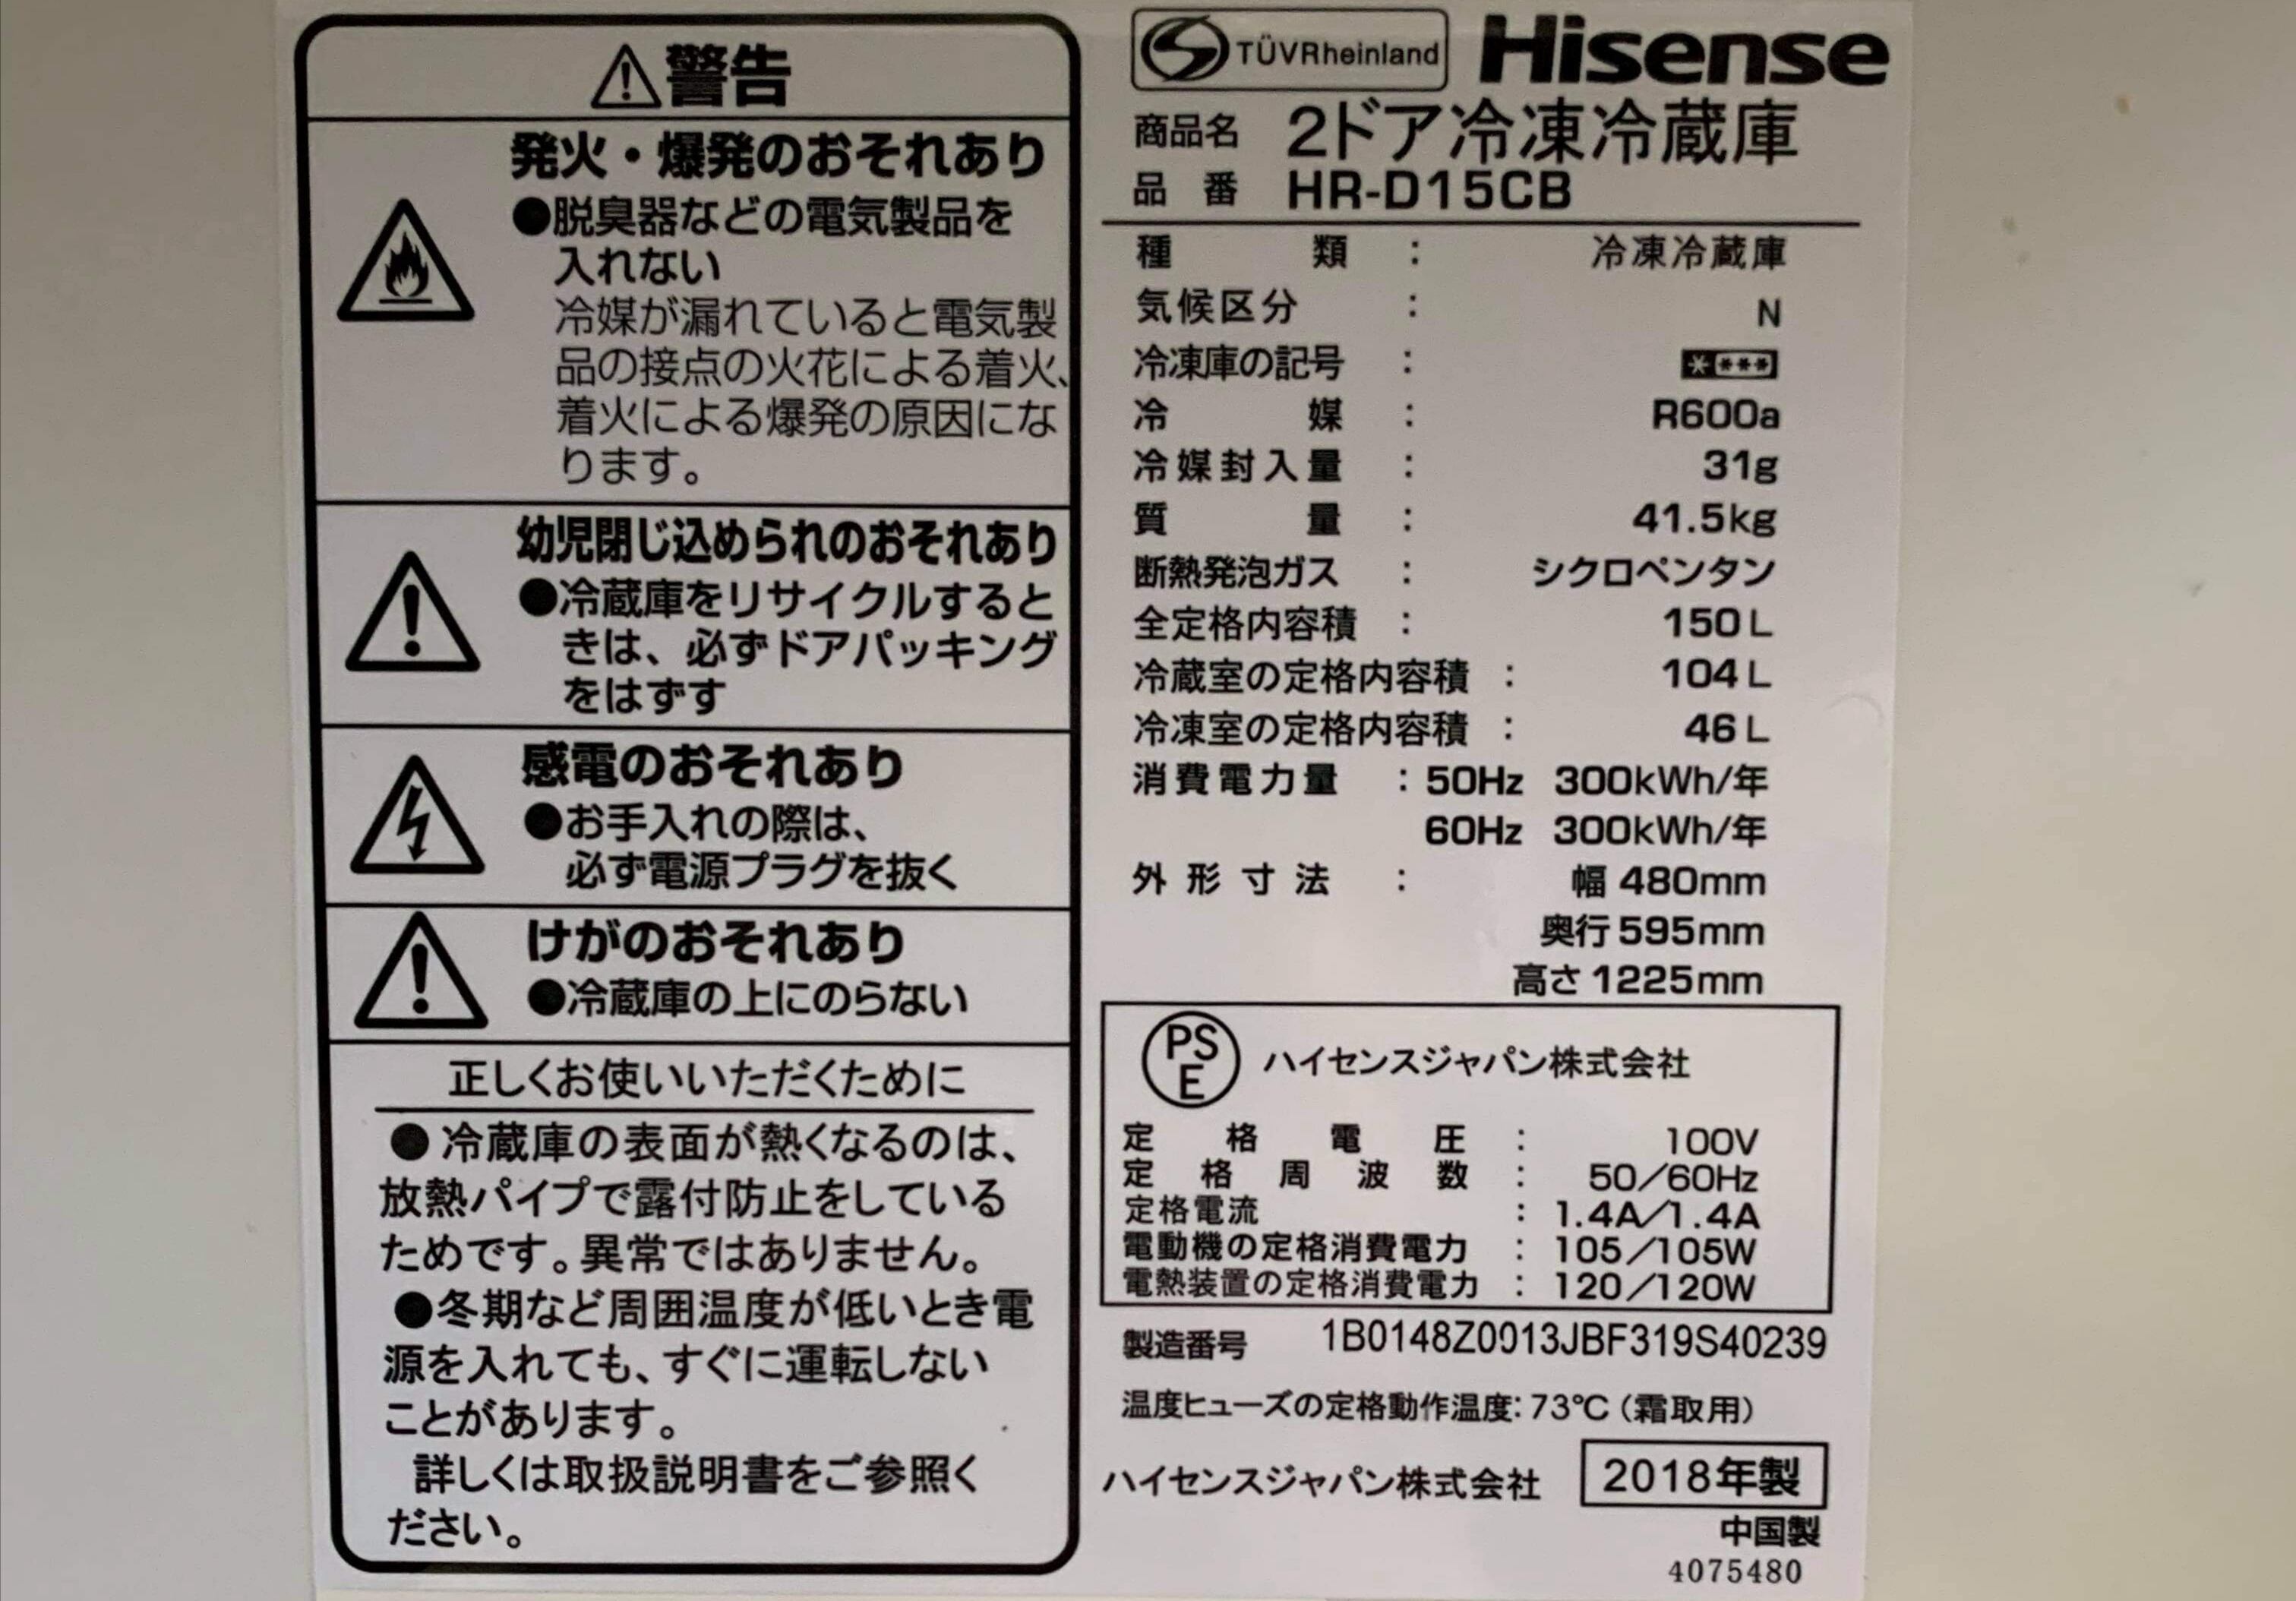 警告
発火・爆発のおそれあり
●脱臭器などの電気製品を
入れない
冷媒が漏れていると電気製
品の接点の火花による着火、
着火による爆発の原因にな
ります。
幼児閉じ込められのおそれあり
●冷蔵庫をリサイクルすると
きは、必ずドアパッキング
をはずす
感電のおそれあり
●お手入れの際は、
必ず電源プラグを抜く
けがのおそれあり
●冷蔵庫の上にのらない
正しくお使いいただくために
●冷蔵庫の表面が熱くなるのは、
放熱パイプで露付防止をしている
ためです。異常ではありません。
●冬期など周囲温度が低いとき電
源を入れても、すぐに運転しない
ことがあります。
詳しくは取扱説明書をご参照く
ださい。
TÜVRheinland Hisense
商品名 2ドア冷凍冷蔵庫
品番 HR-D15CB
種類 : 冷凍冷蔵庫
気候区分 : N
冷凍庫の記号 : ****
冷媒 : R600a
冷媒封入量 : 31g
質量 : 41.5kg
断熱発泡ガス : シクロペンタン
全定格内容積 : 150L
冷蔵室の定格内容積 : 104L
冷凍室の定格内容積 : 46L
消費電力量 : 50Hz 300kWh/年
60Hz 300kWh/年
外形寸法 : 幅480mm
奥行595mm
高さ1225mm
PSE ハイセンスジャパン株式会社
定格電圧 : 100V
定格周波数 : 50/60Hz
定格電流 : 1.4A/1.4A
電動機の定格消費電力 : 105/105W
電熱装置の定格消費電力 : 120/120W
製造番号 1B0148Z0013JBF319S40239
温度ヒューズの定格動作温度:73℃(霜取用)
ハイセンスジャパン株式会社 2018年製
中国製
4075480